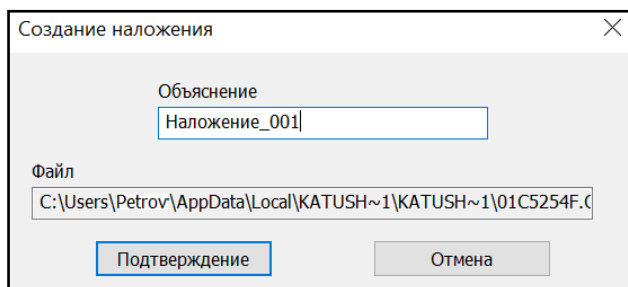 Создание наложения
Объяснение
Наложение_001
Файл
C:\Users\Petrov\AppData\Local\KATUSH~1\KATUSH~1\01C5254F.
Подтверждение
Отмена